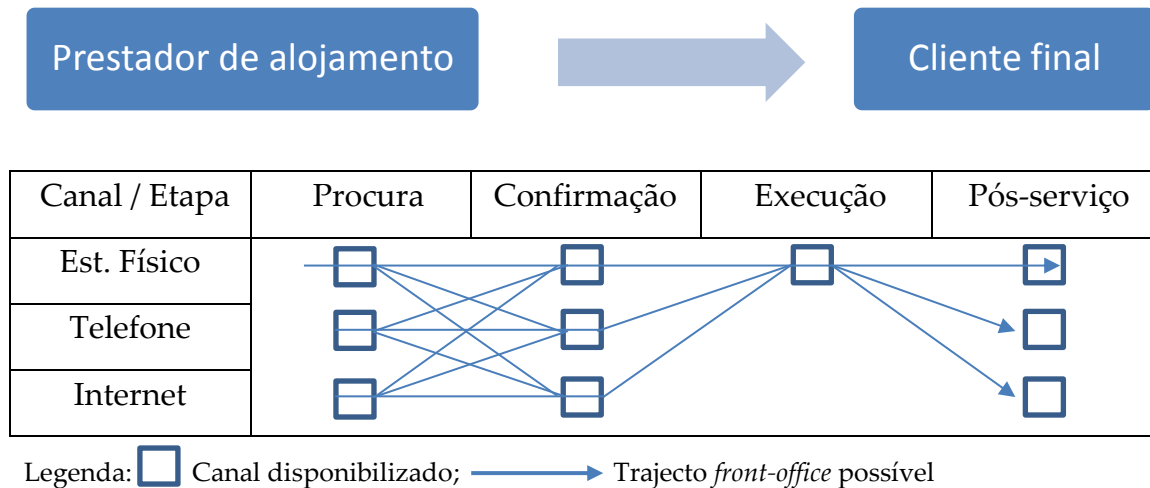 Prestador de alojamento
Cliente final
Canal / Etapa Procura Confirmação Execução Pós-serviço
Est. Físico
Telefone
Internet
Legenda: Canal disponibilizado; Trajecto front-office possível